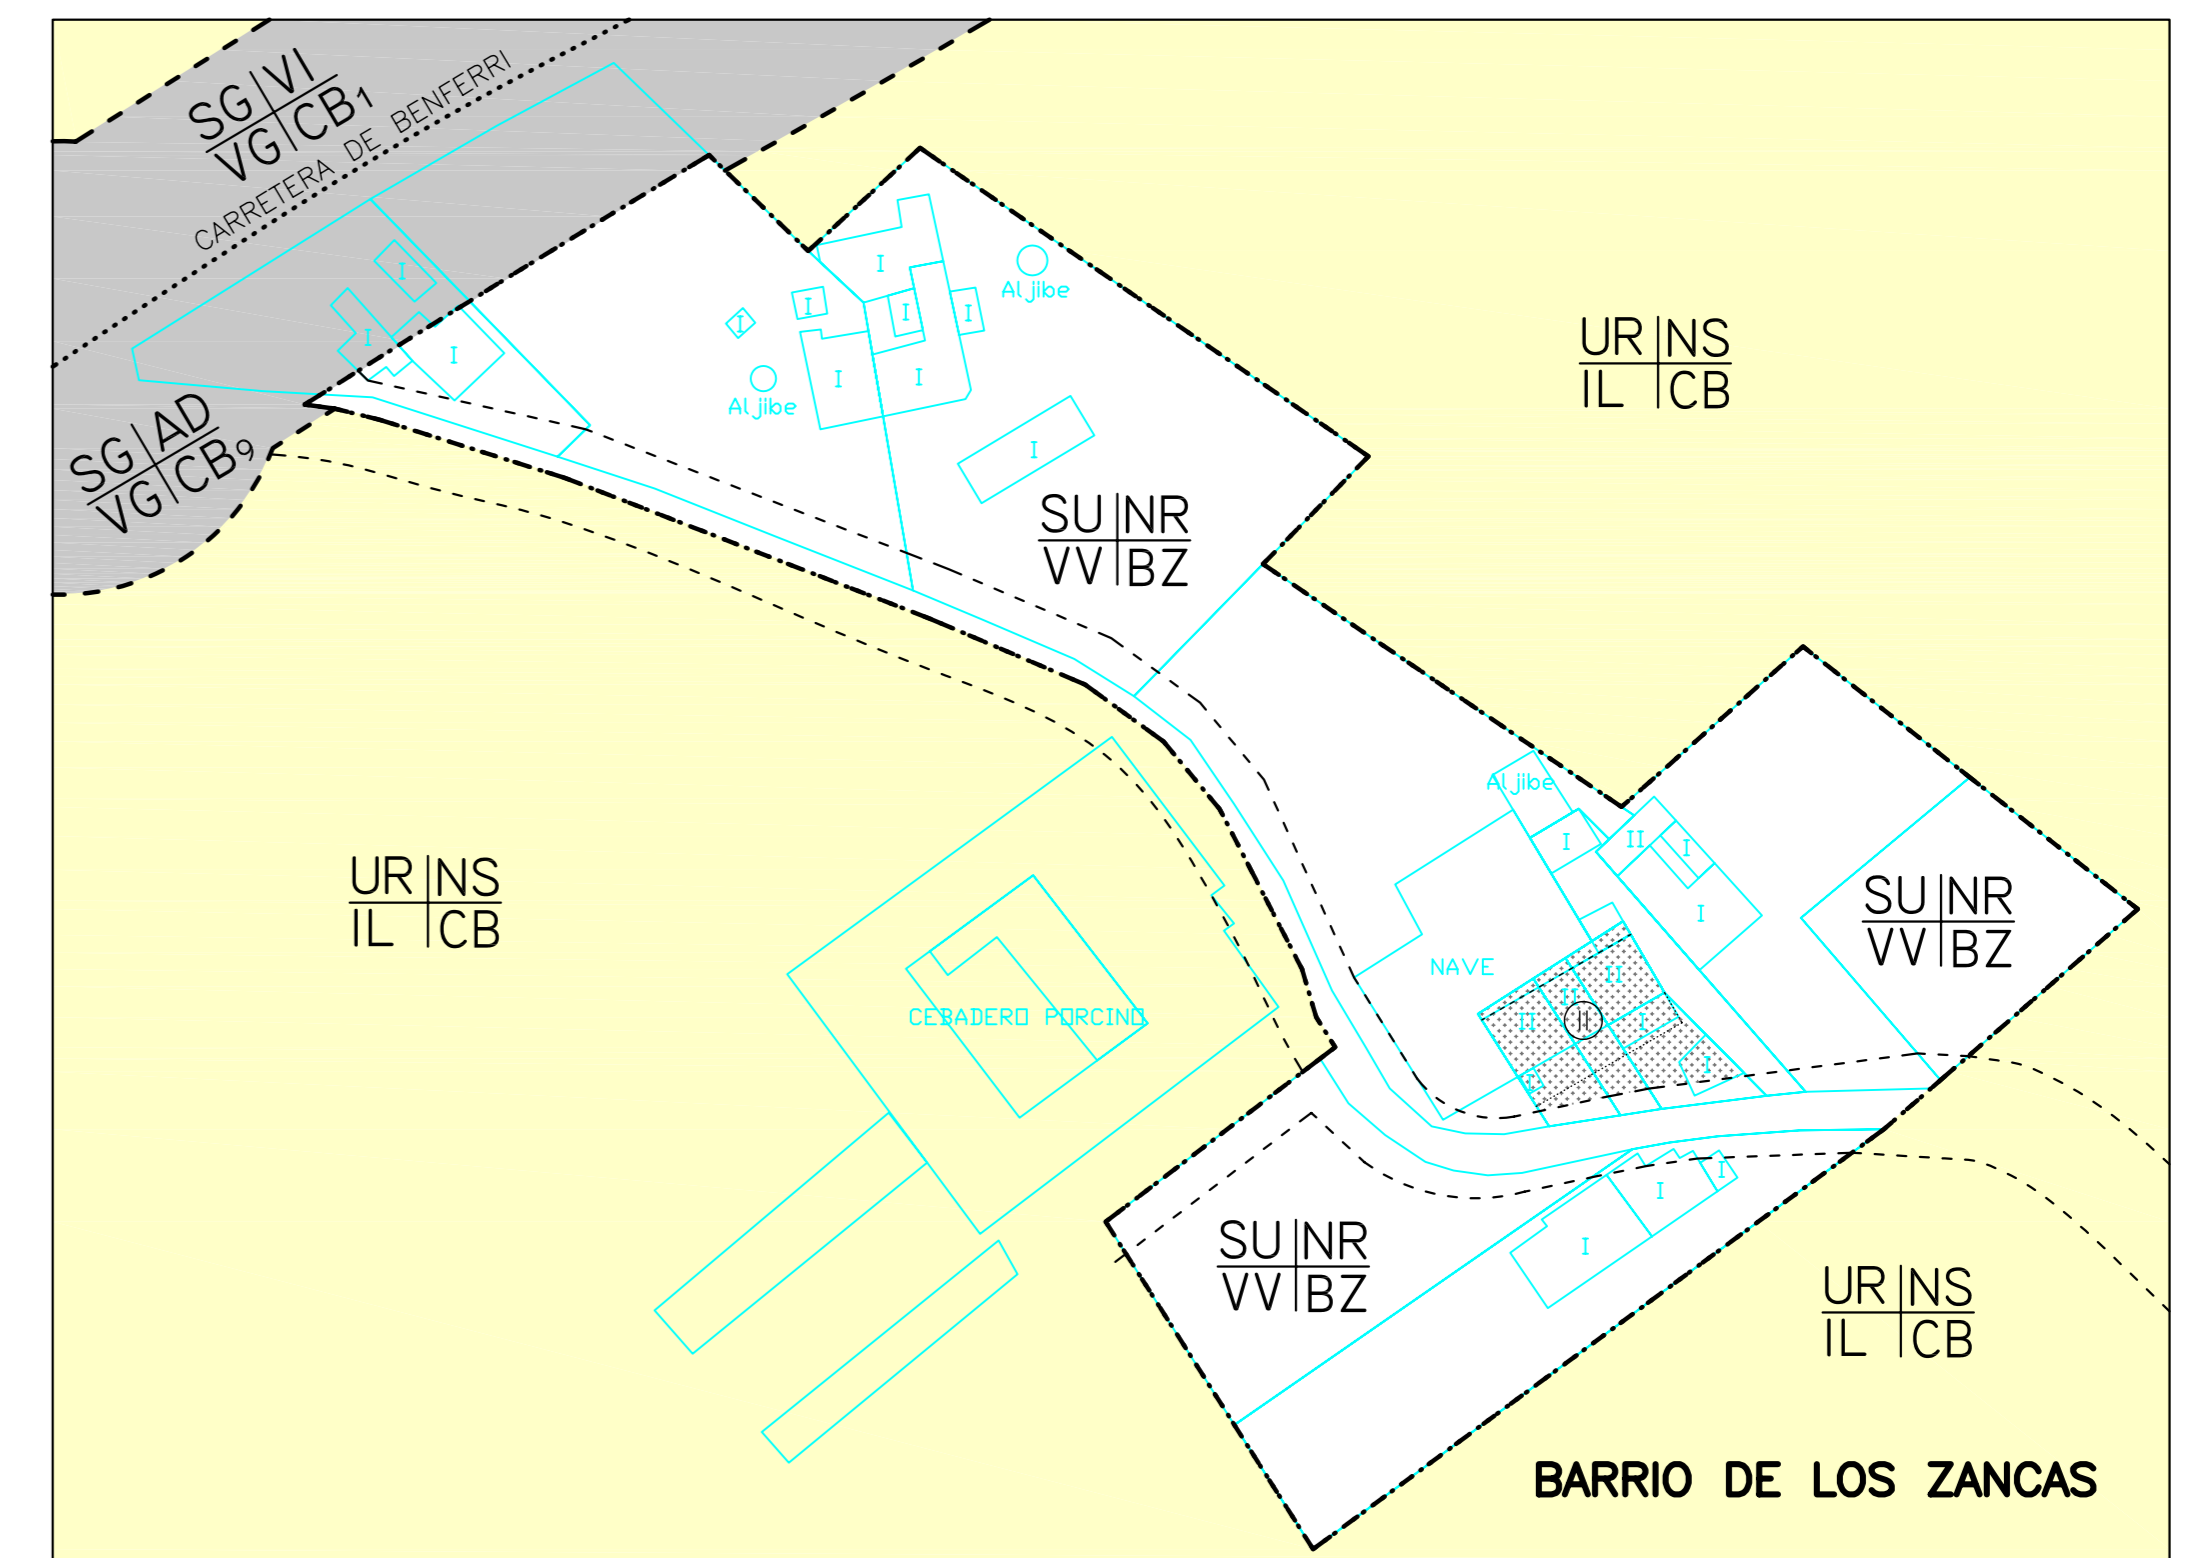 SG VI
VG CB1
CARRETERA DE BENFERRI
SG AD
VG CB9
I
I
I
I
I
I
I
I
I
I
Aljibe
Aljibe
I
UR NS
IL CB
SU NR
VV BZ
Aljibe
I
II
I
I
UR NS
IL CB
SU NR
VV BZ
NAVE
II
II
II
II
I
I
I
CEBADERO PORCINO
I
I
I
SU NR
VV BZ
UR NS
IL CB
BARRIO DE LOS ZANCAS